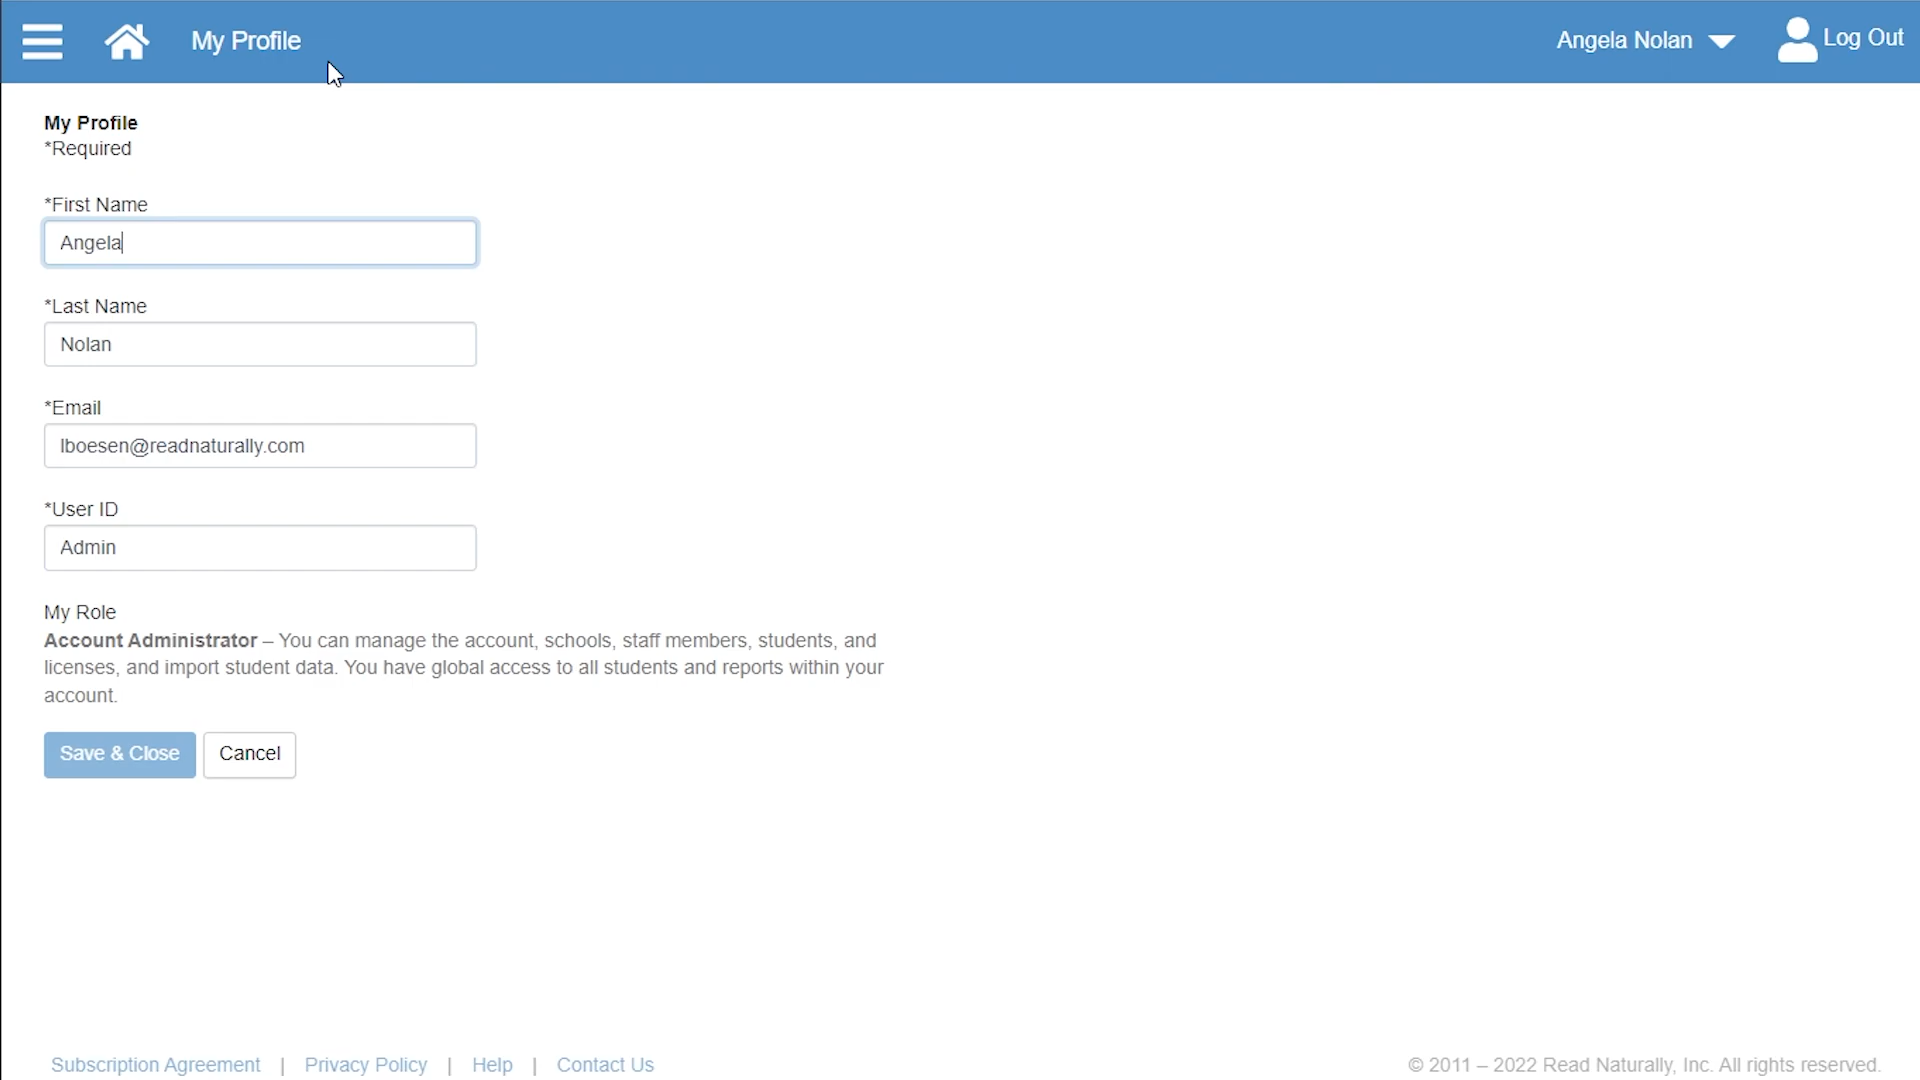 My Profile
Angela Nolan
Log Out
My Profile
*Required
*First Name
Angela
*Last Name
Nolan
*Email
lboesen@readnaturally.com
*User ID
Admin
My Role
Account Administrator – You can manage the account, schools, staff members, students, and
licenses, and import student data. You have global access to all students and reports within your
account.
Save & Close
Cancel
Subscription Agreement | Privacy Policy | Help | Contact Us
© 2011 – 2022 Read Naturally, Inc. All rights reserved.